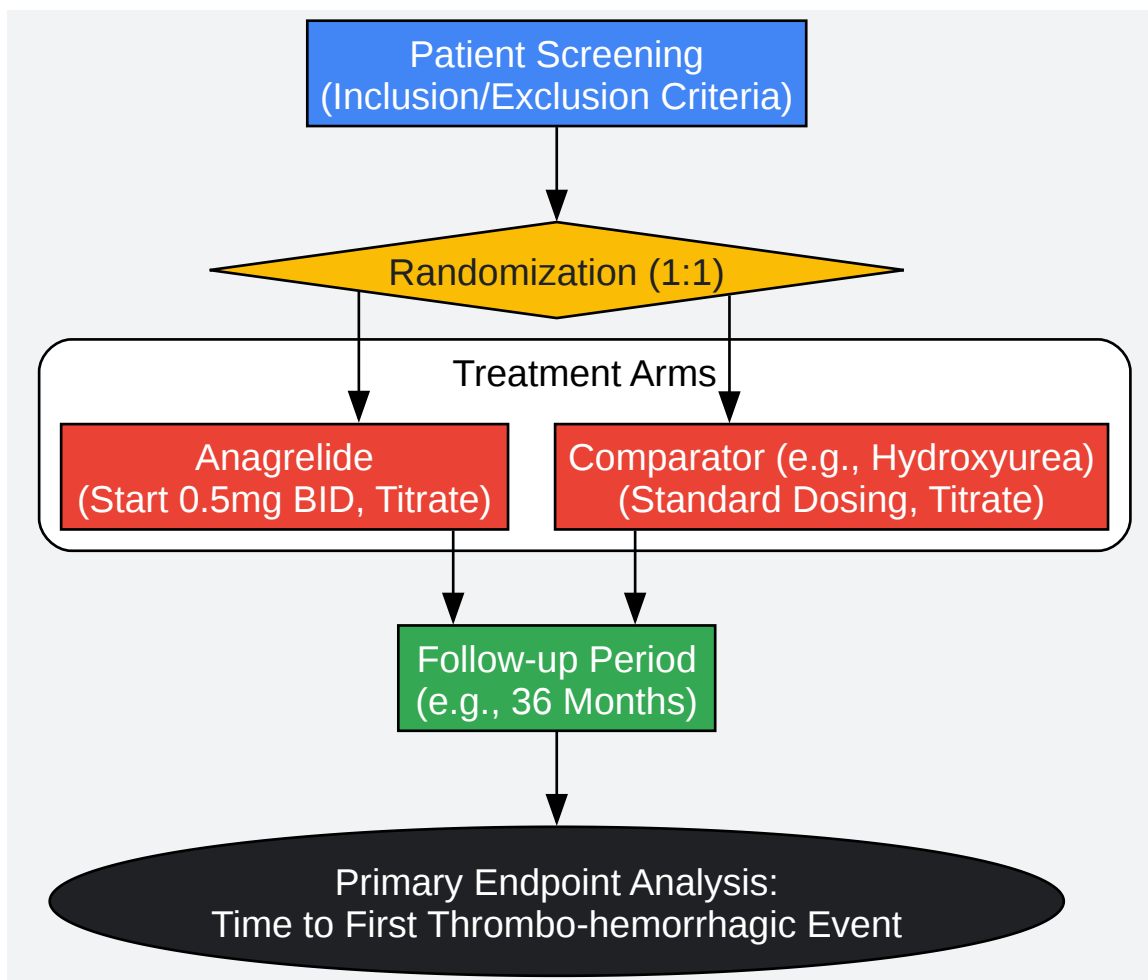 Patient Screening
(Inclusion/Exclusion Criteria)
Randomization (1:1)
Treatment Arms
Anagrelide
(Start 0.5mg BID, Titrate)
Comparator (e.g., Hydroxyurea)
(Standard Dosing, Titrate)
Follow-up Period
(e.g., 36 Months)
Primary Endpoint Analysis:
Time to First Thrombo-hemorrhagic Event